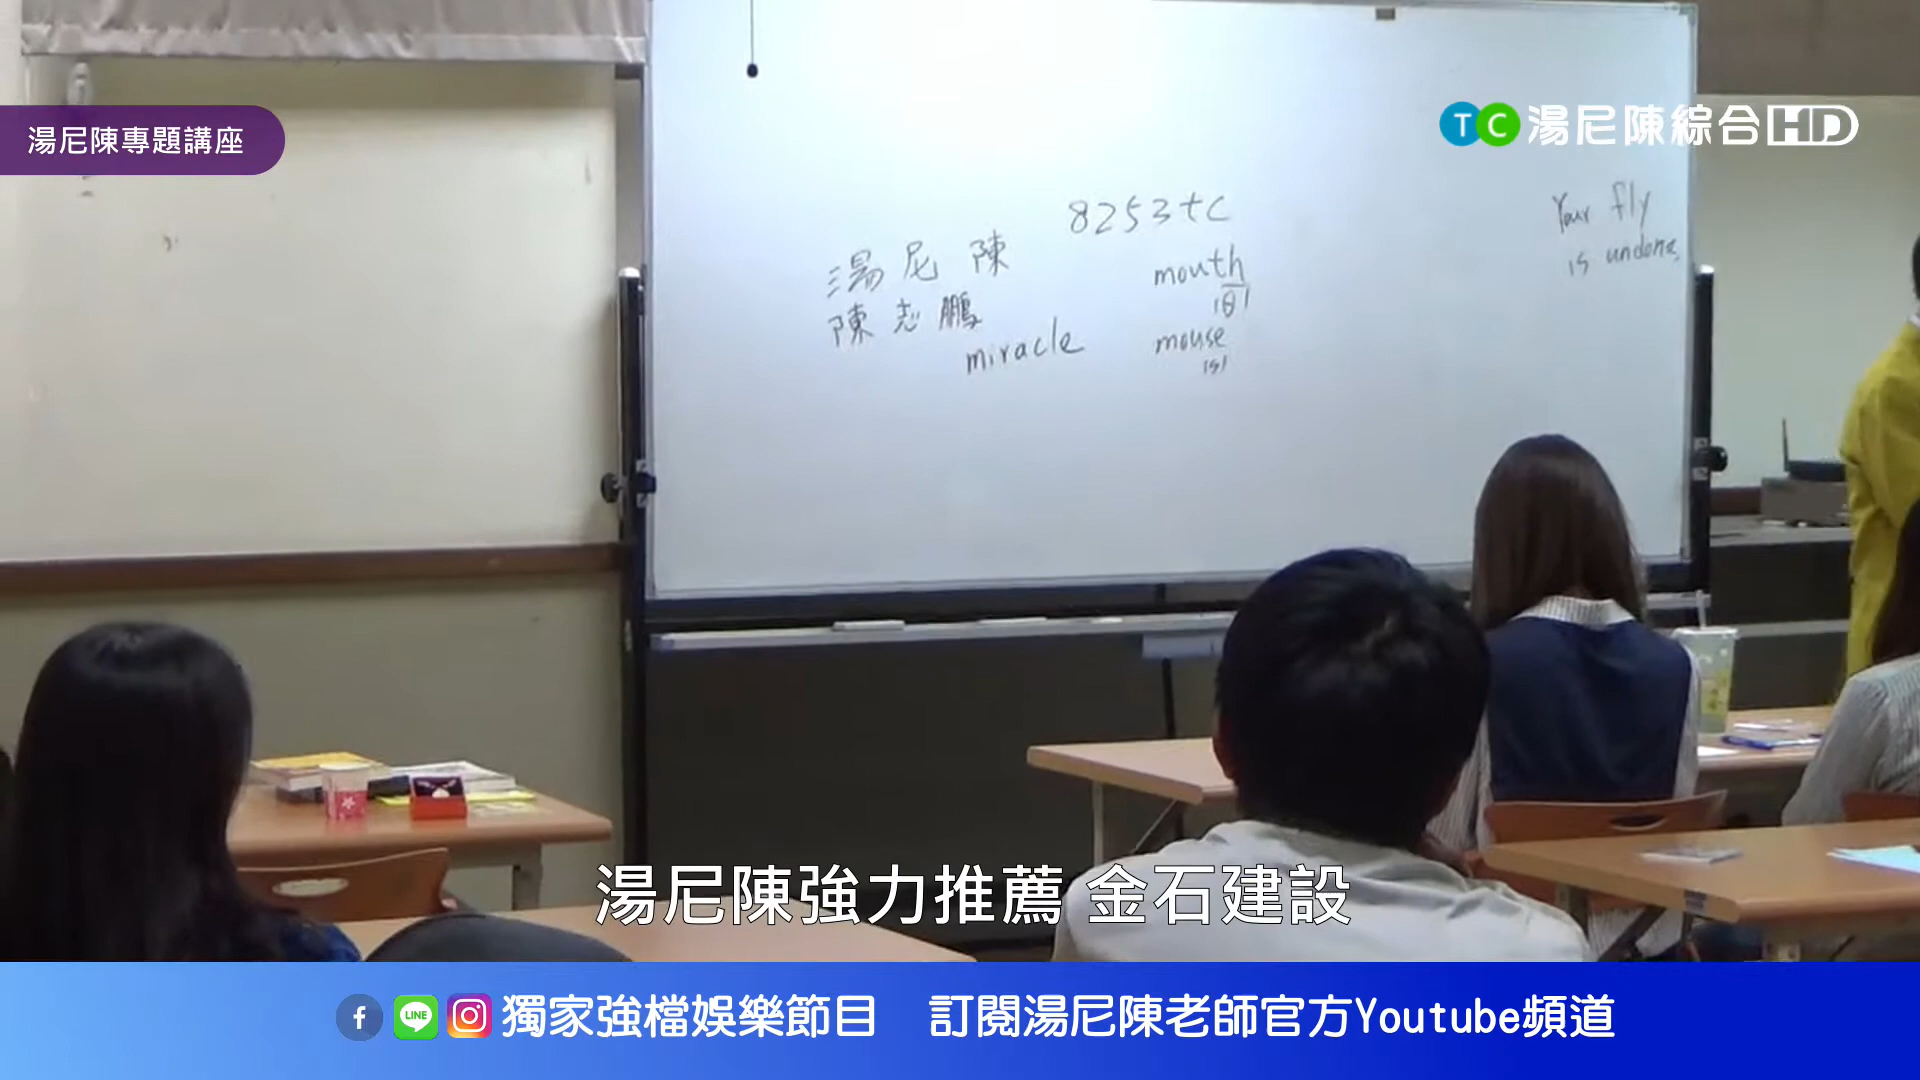 湯尼陳專題講座
TC 湯尼陳綜合HD
8253tc
湯尼陳
陳志鵬
miracle
mouth
/θ/
mouse
/s/
Your fly
is undone.
湯尼陳強力推薦 金石建設
f LINE 獨家強檔娛樂節目 訂閱湯尼陳老師官方Youtube頻道